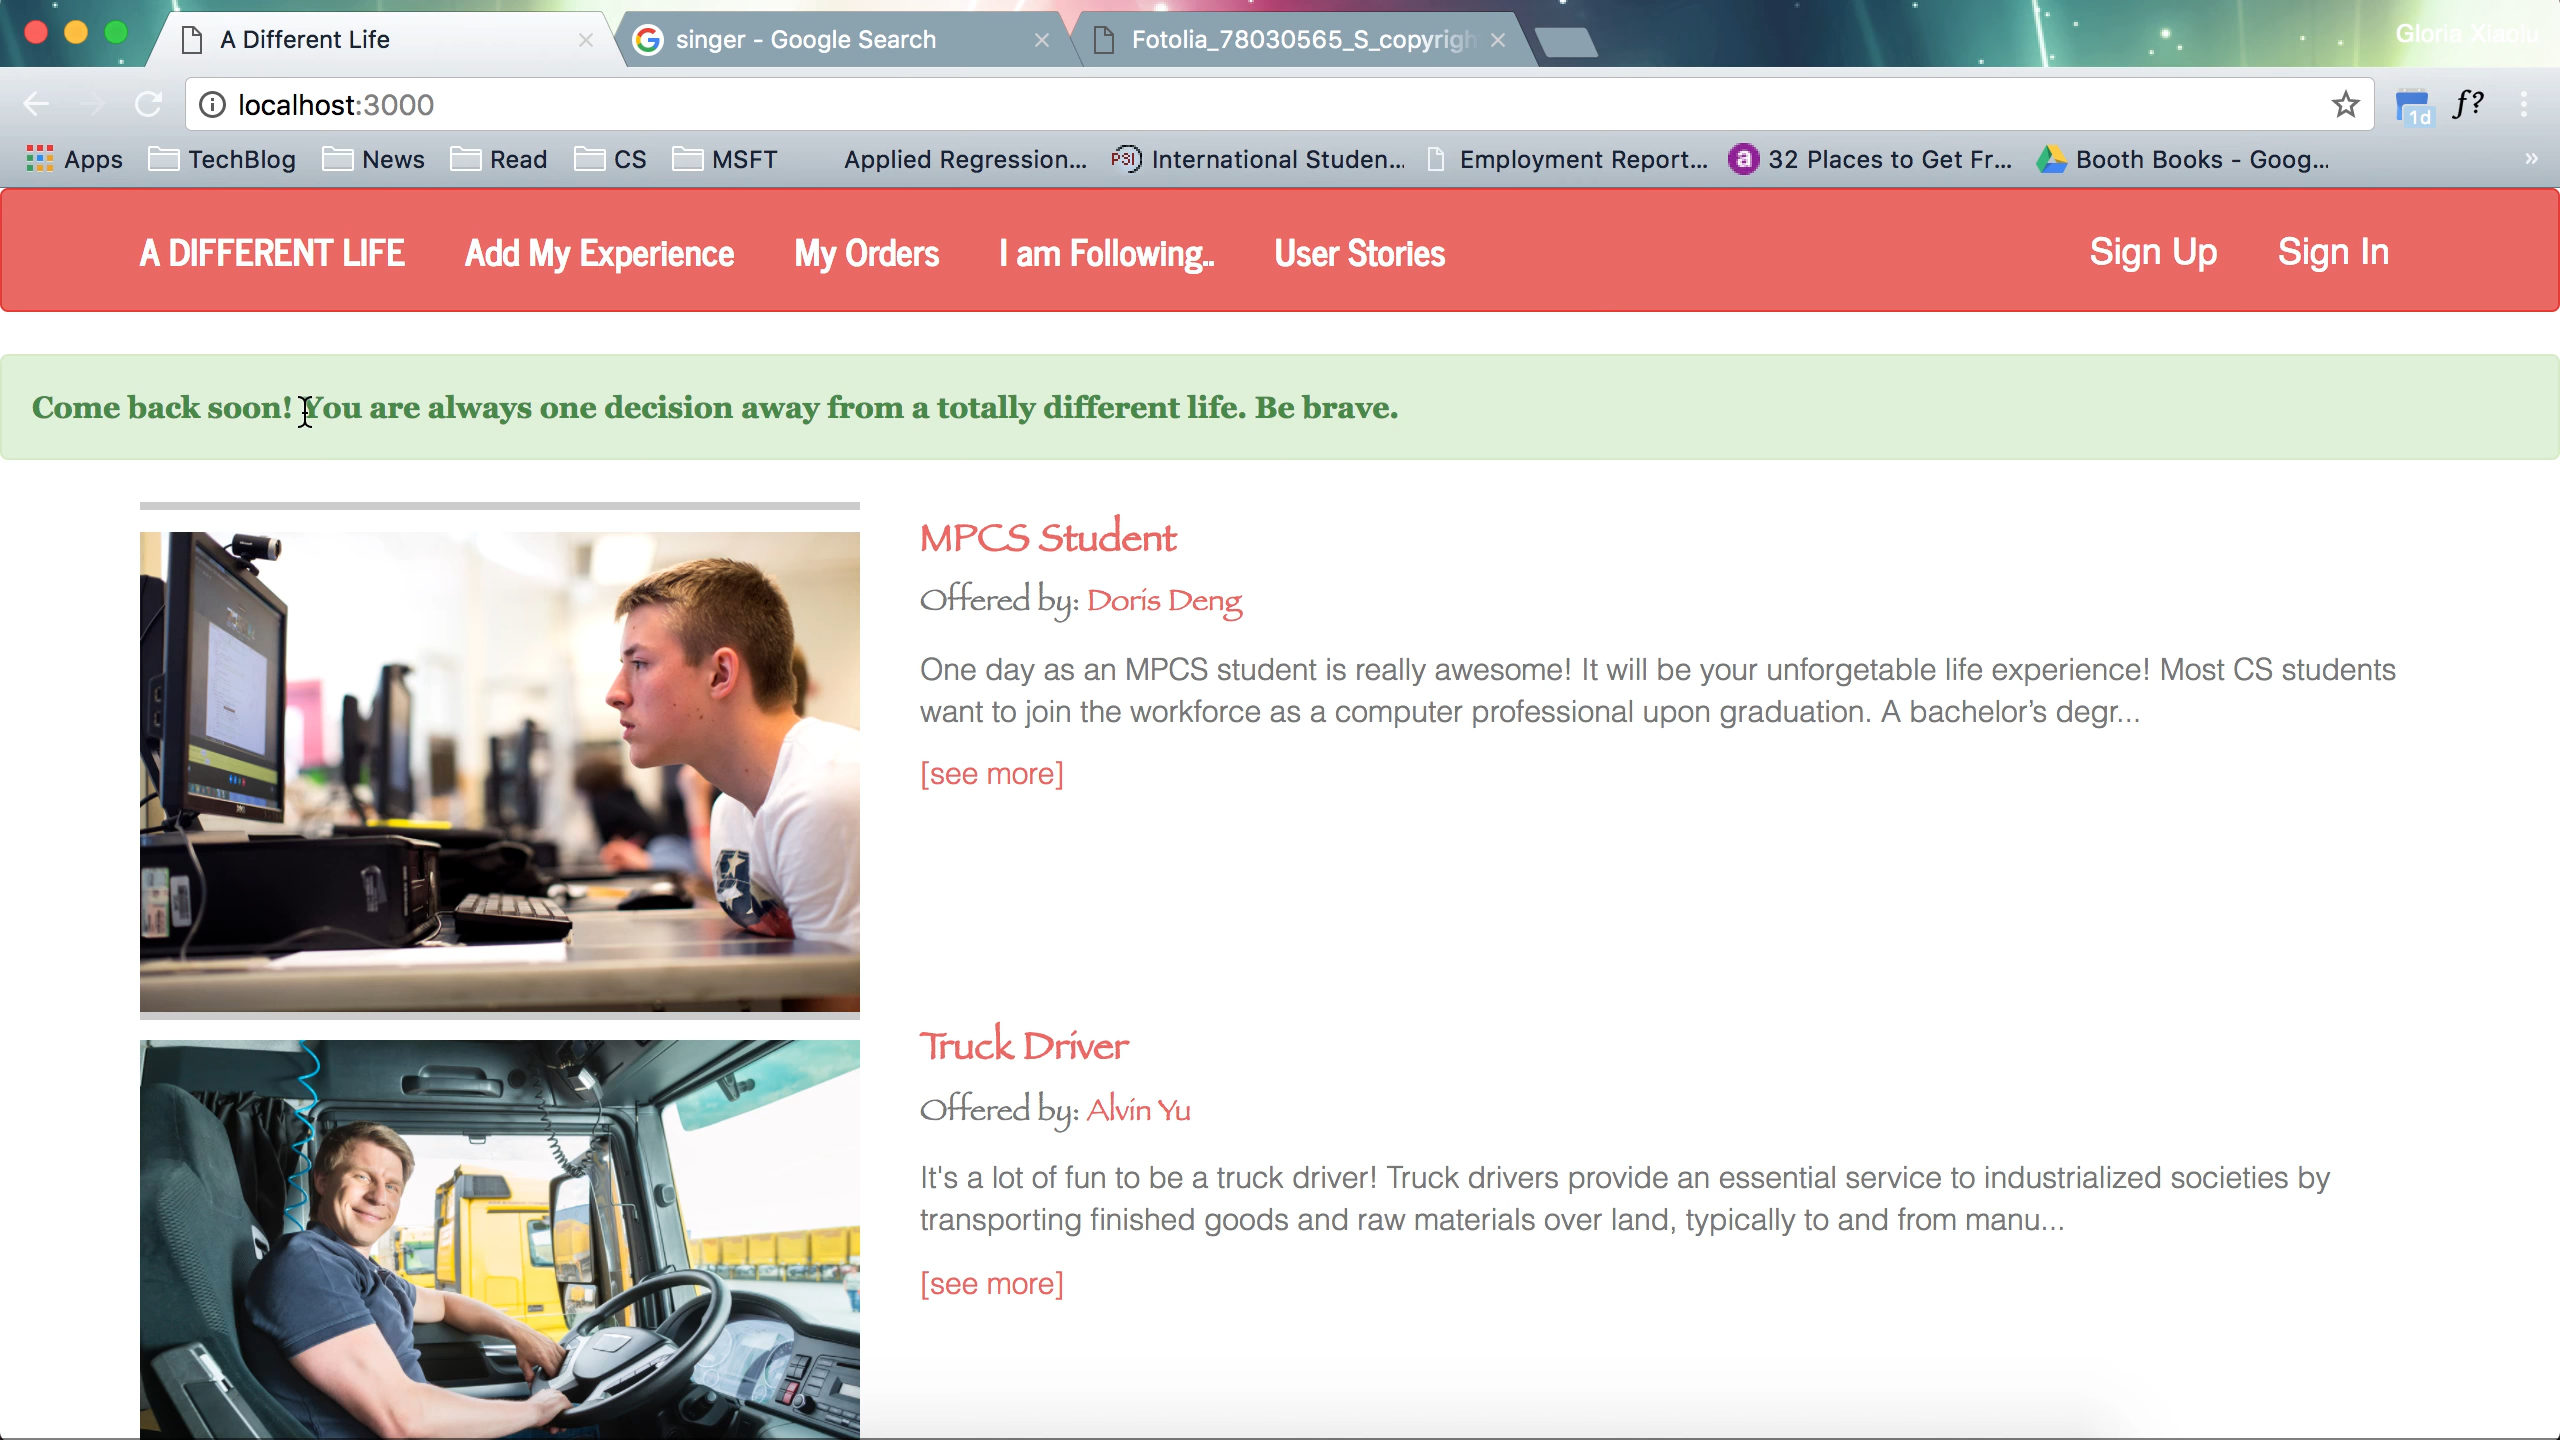 A Different Life
singer - Google Search
Fotolia_78030565_S_copyrigh
Gloria Xiaolu
localhost:3000
1d
f?
Apps
TechBlog
News
Read
CS
MSFT
Applied Regression...
PSI
International Studen...
Employment Report...
a
32 Places to Get Fr...
Booth Books - Goog...
»
A DIFFERENT LIFE
Add My Experience
My Orders
I am Following..
User Stories
Sign Up
Sign In
Come back soon! You are always one decision away from a totally different life. Be brave.
MPCS Student
Offered by: Doris Deng
One day as an MPCS student is really awesome! It will be your unforgetable life experience! Most CS students
want to join the workforce as a computer professional upon graduation. A bachelor’s degr...
[see more]
Truck Driver
Offered by: Alvin Yu
It's a lot of fun to be a truck driver! Truck drivers provide an essential service to industrialized societies by
transporting finished goods and raw materials over land, typically to and from manu...
[see more]